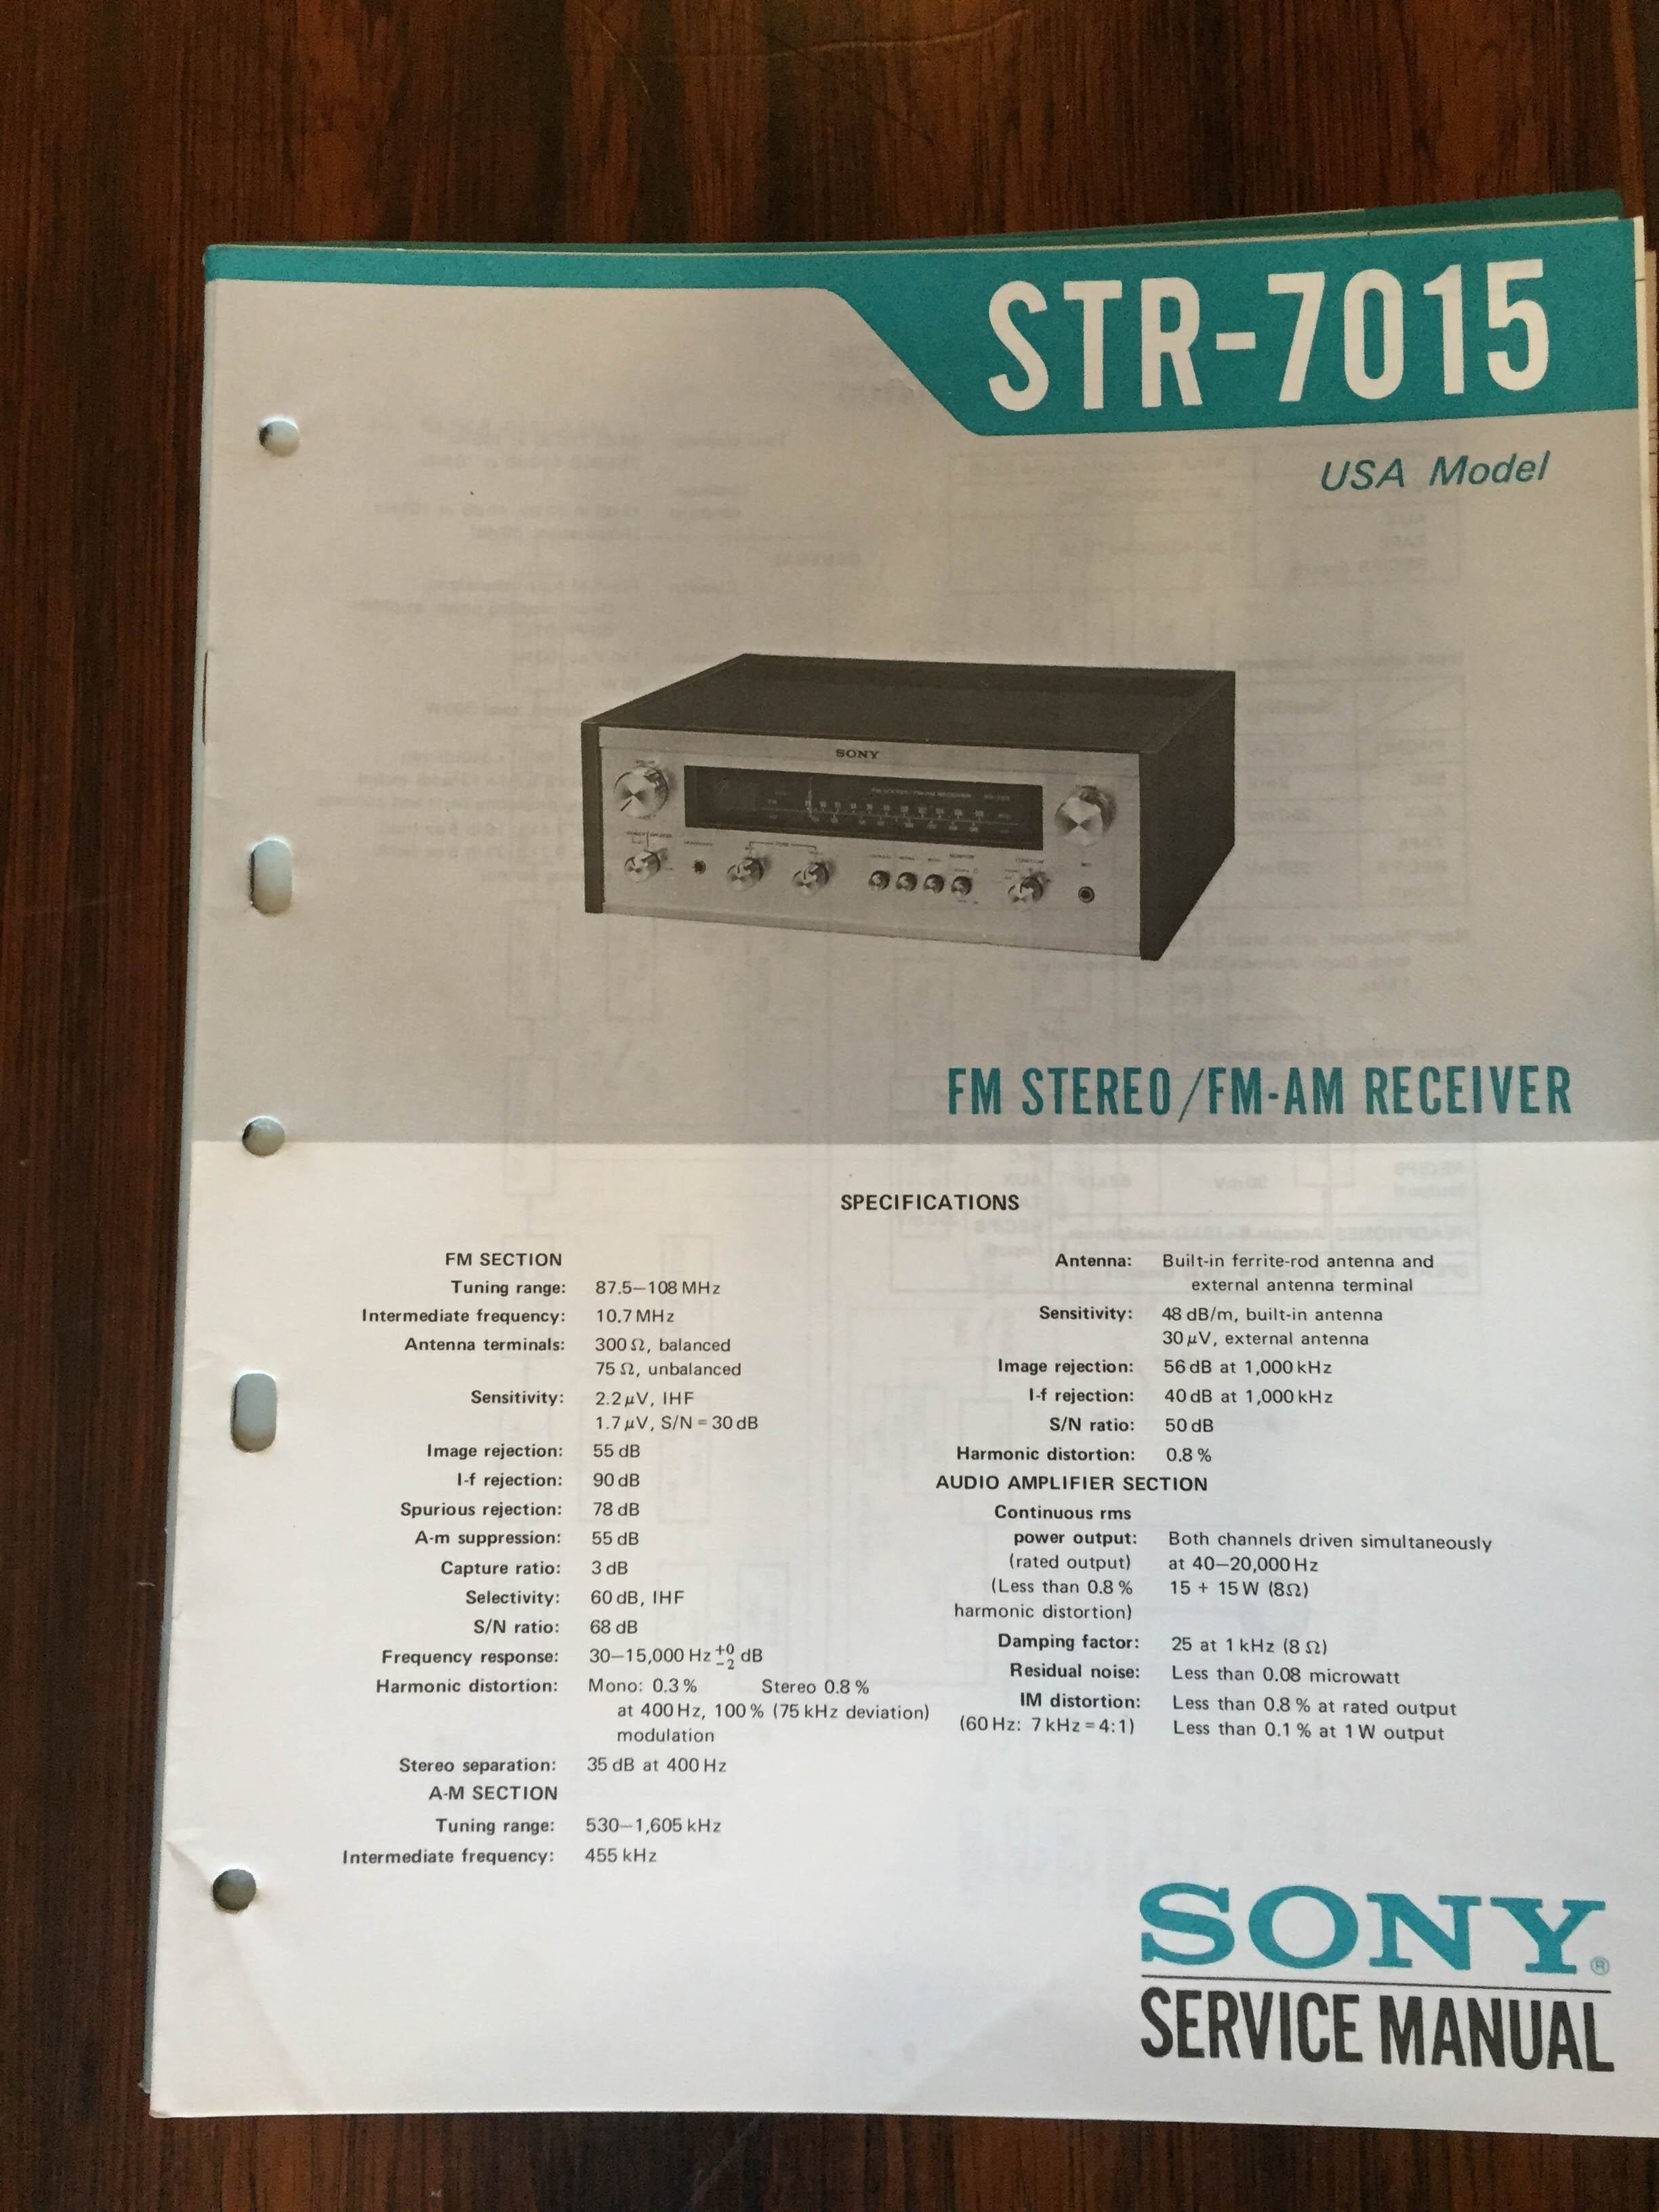 STR-7015
USA Model
SONY
FM STEREO/FM-AM RECEIVER
SPECIFICATIONS
FM SECTION
Tuning range: 87.5–108 MHz
Intermediate frequency: 10.7 MHz
Antenna terminals: 300 Ω, balanced
75 Ω, unbalanced
Sensitivity: 2.2 µV, IHF
1.7 µV, S/N = 30 dB
Image rejection: 55 dB
I-f rejection: 90 dB
Spurious rejection: 78 dB
A-m suppression: 55 dB
Capture ratio: 3 dB
Selectivity: 60 dB, IHF
S/N ratio: 68 dB
Frequency response: 30–15,000 Hz +0 −2 dB
Harmonic distortion: Mono: 0.3 % Stereo 0.8 %
at 400 Hz, 100 % (75 kHz deviation)
modulation
Stereo separation: 35 dB at 400 Hz
A-M SECTION
Tuning range: 530–1,605 kHz
Intermediate frequency: 455 kHz
Antenna: Built-in ferrite-rod antenna and
external antenna terminal
Sensitivity: 48 dB/m, built-in antenna
30 µV, external antenna
Image rejection: 56 dB at 1,000 kHz
I-f rejection: 40 dB at 1,000 kHz
S/N ratio: 50 dB
Harmonic distortion: 0.8 %
AUDIO AMPLIFIER SECTION
Continuous rms
power output: Both channels driven simultaneously
(rated output) at 40–20,000 Hz
(Less than 0.8 % 15 + 15 W (8Ω)
harmonic distortion)
Damping factor: 25 at 1 kHz (8 Ω)
Residual noise: Less than 0.08 microwatt
IM distortion: Less than 0.8 % at rated output
(60 Hz: 7 kHz = 4:1) Less than 0.1 % at 1 W output
SONY®
SERVICE MANUAL